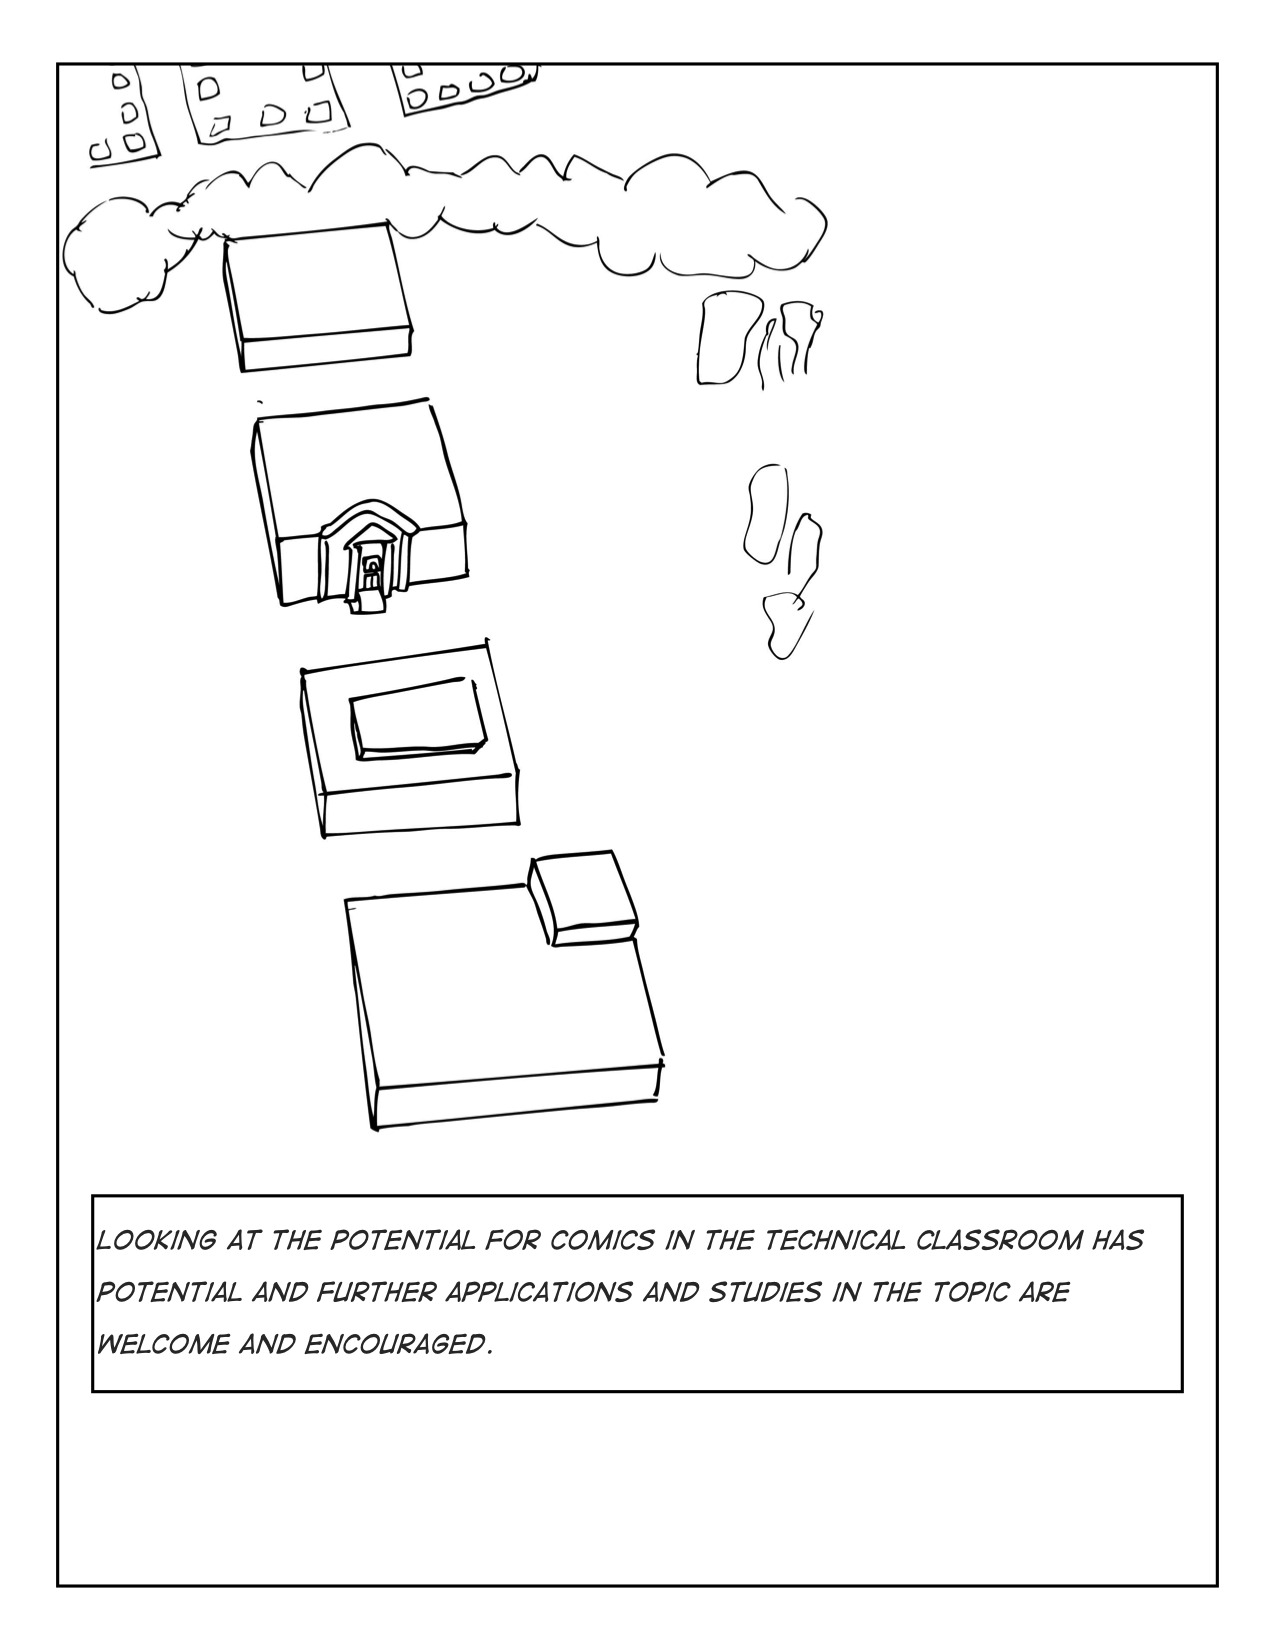 LOOKING AT THE POTENTIAL FOR COMICS IN THE TECHNICAL CLASSROOM HAS
POTENTIAL AND FURTHER APPLICATIONS AND STUDIES IN THE TOPIC ARE
WELCOME AND ENCOURAGED.